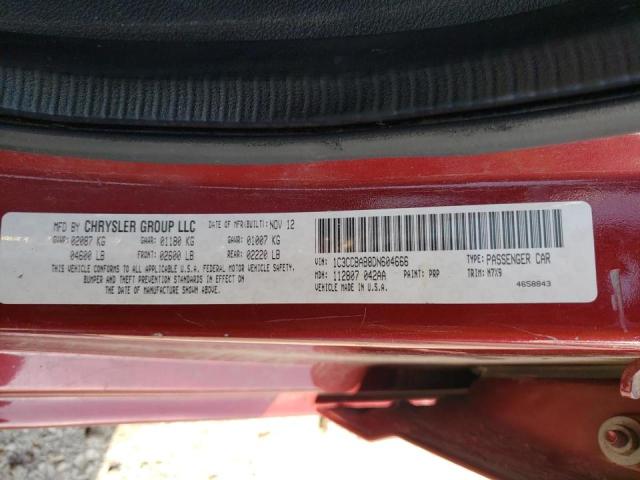 MFD BY CHRYSLER GROUP LLC DATE OF MFR(BUILT): NOV 12
GVWR: 02087 KG GAWR: 01180 KG GAWR: 01007 KG
04600 LB FRONT: 02600 LB REAR: 02220 LB
THIS VEHICLE CONFORMS TO ALL APPLICABLE U.S.A. FEDERAL MOTOR VEHICLE SAFETY,
BUMPER AND THEFT PREVENTION STANDARDS IN EFFECT ON
THE DATE OF MANUFACTURE SHOWN ABOVE.
VIN: 1C3CCBAB8DN604666 TYPE: PASSENGER CAR
MDH: 112807 042AA PAINT: PRP TRIM: M7X9
VEHICLE MADE IN U.S.A. 4658843